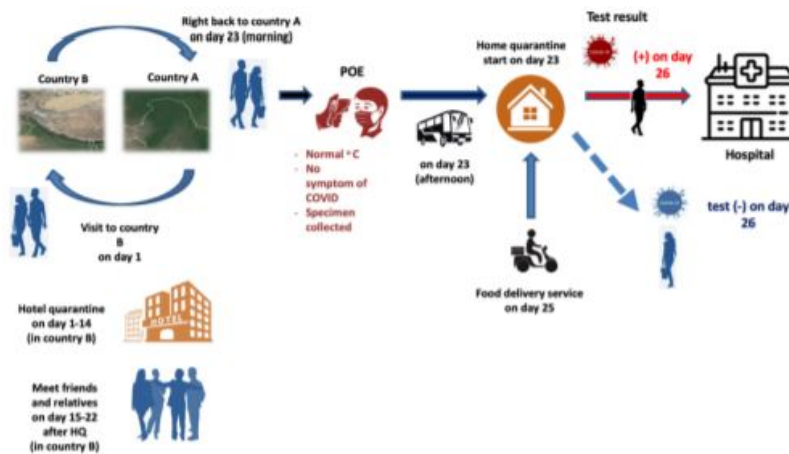 Right back to country A
on day 23 (morning)
Country B
Country A
Visit to country
B
on day 1
Hotel quarantine
on day 1-14
(in country B)
HOTEL
Meet friends
and relatives
on day 15-22
after HQ
(in country B)
POE
- Normal °C
- No
symptom of
COVID
- Specimen
collected
on day 23
(afternoon)
Home quarantine
start on day 23
Food delivery service
on day 25
Test result
(+) on day
26
Hospital
test (-) on day
26